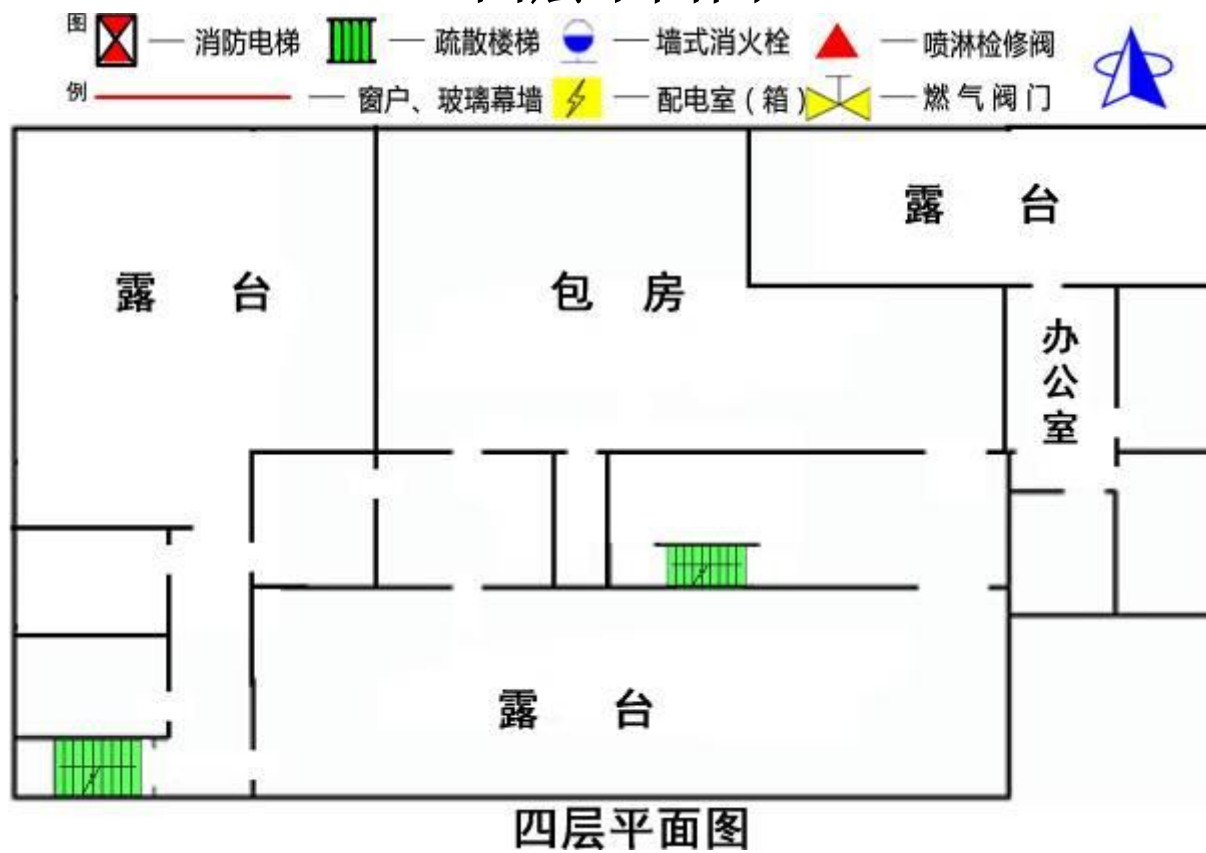 图 — 消防电梯 — 疏散楼梯 — 墙式消火栓 — 喷淋检修阀
例 — 窗户、玻璃幕墙 — 配电室(箱) — 燃气阀门
露 台
露 台
包 房
办公室
露 台
四层平面图